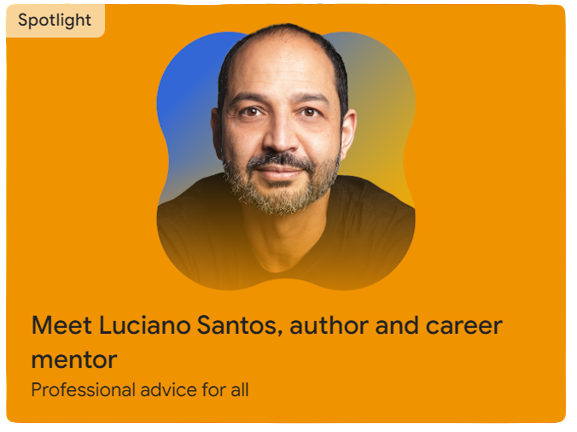 Spotlight
Meet Luciano Santos, author and career
mentor
Professional advice for all